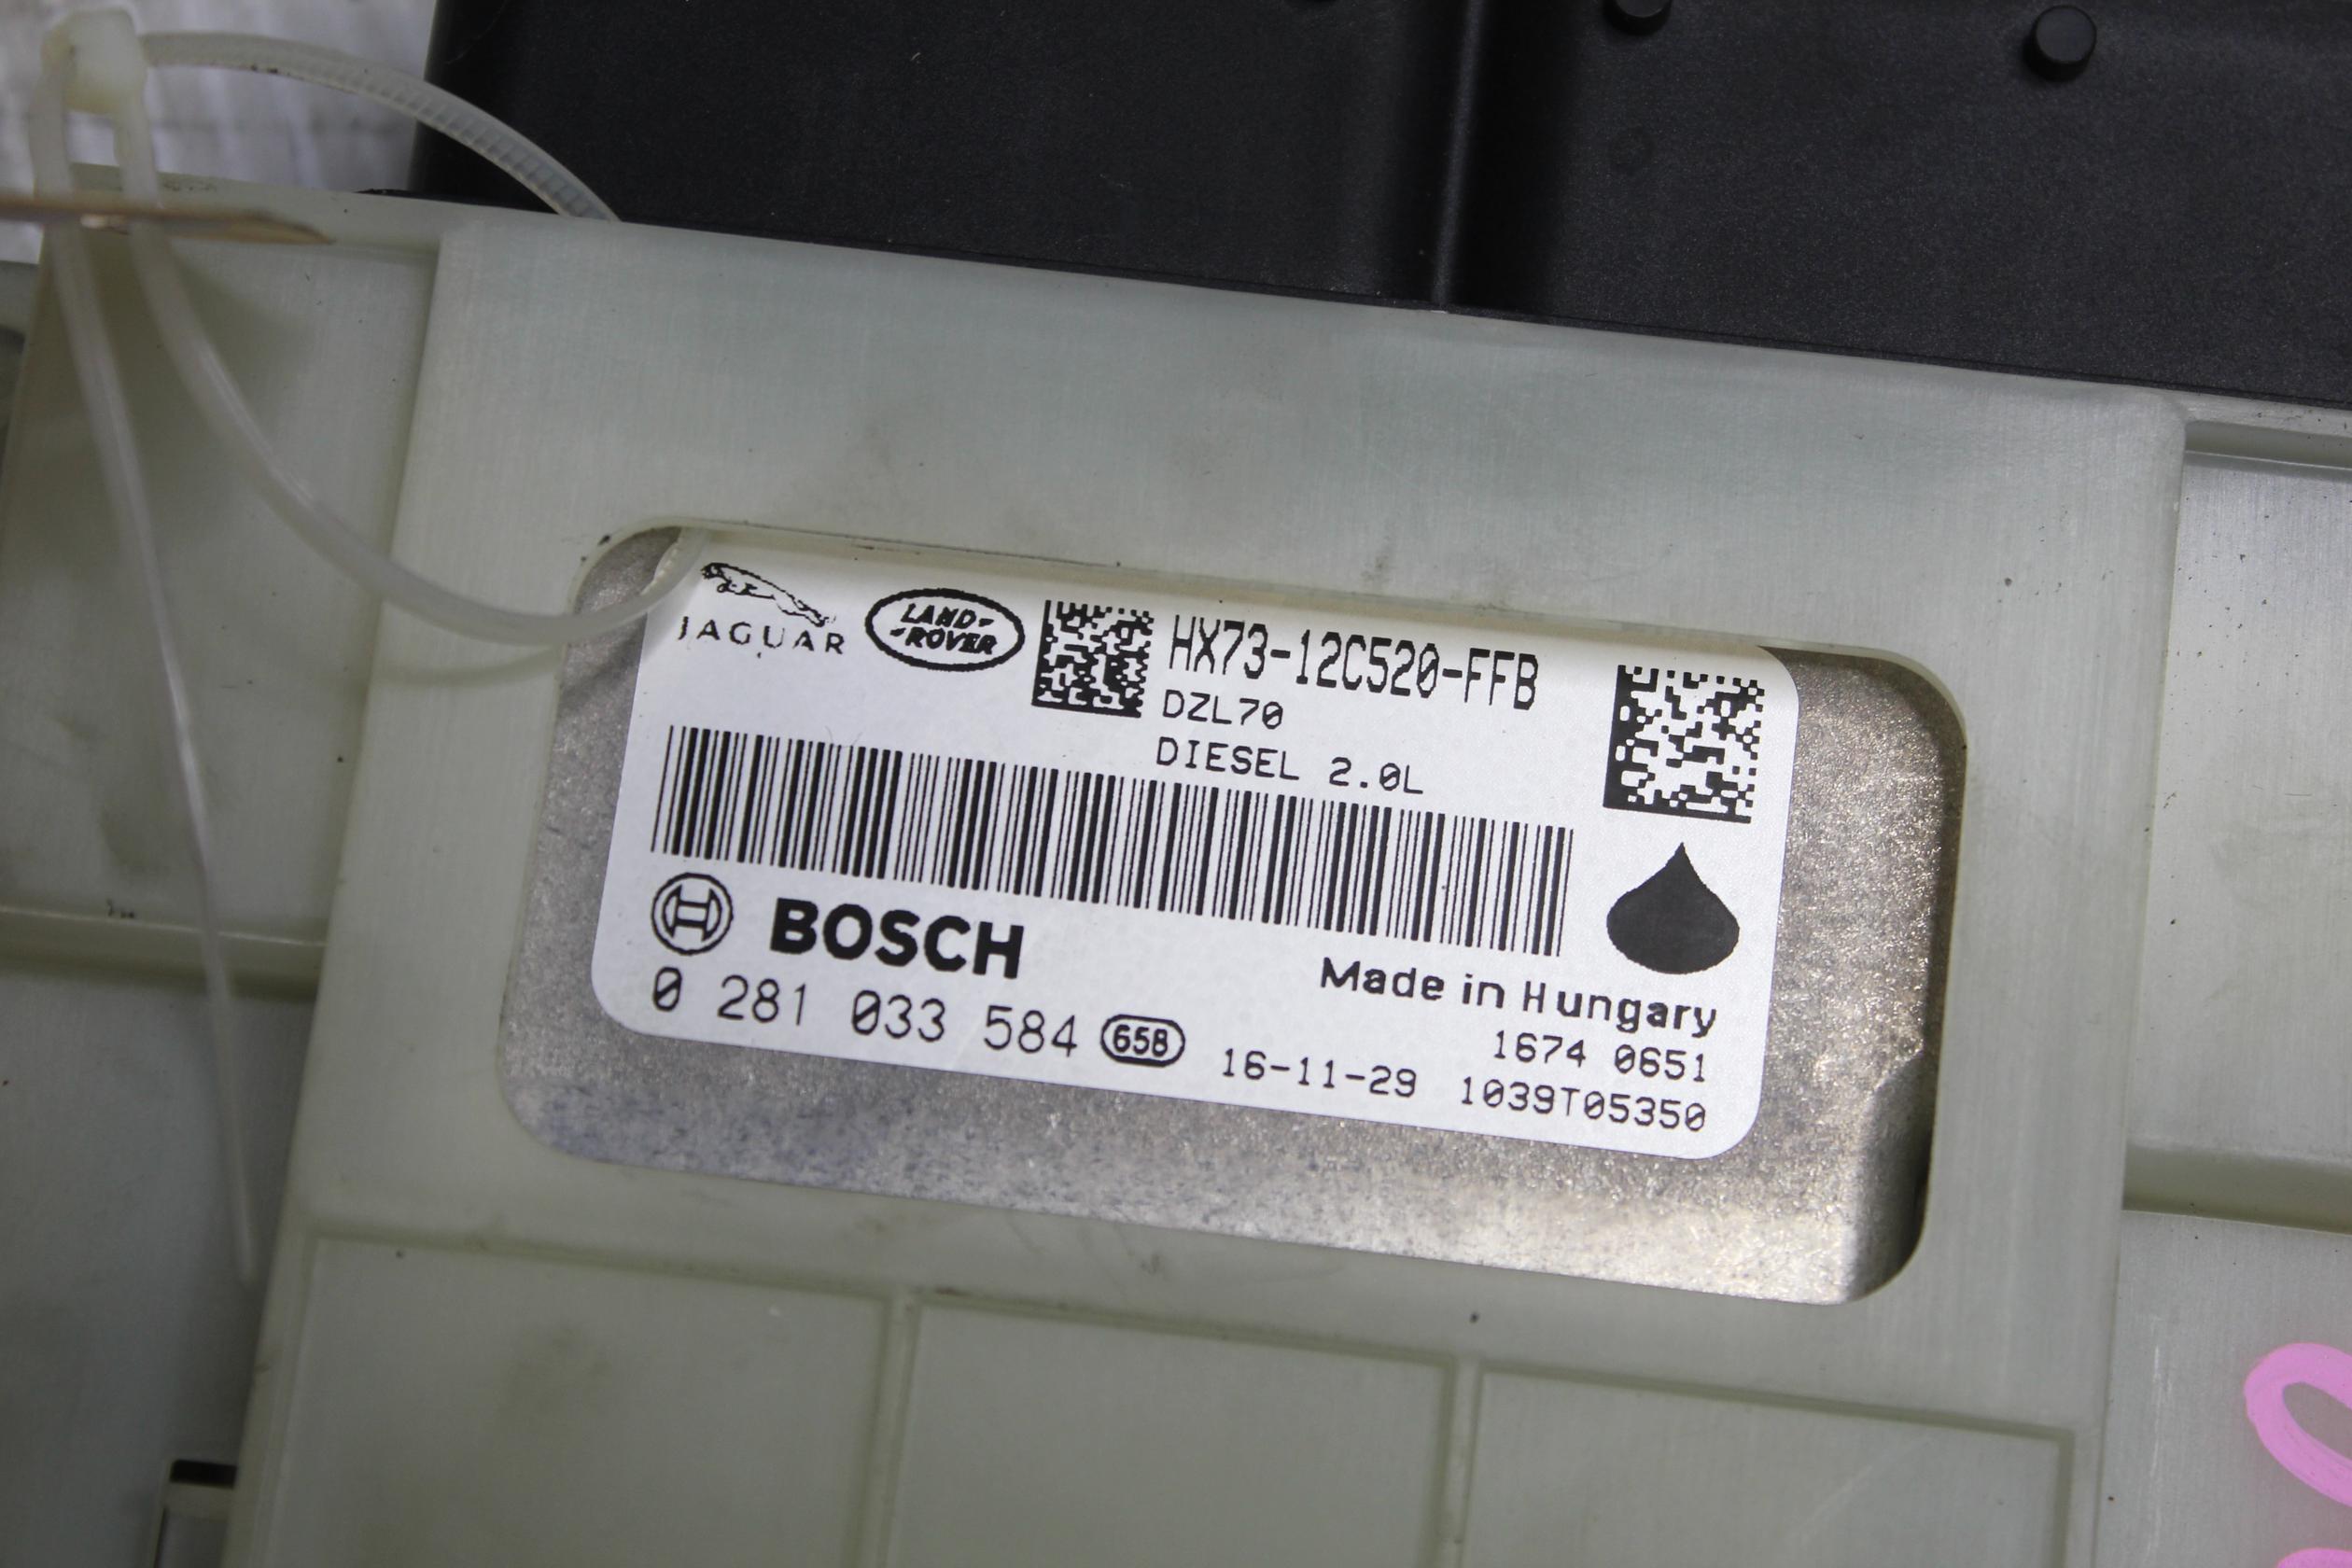 JAGUAR
LAND-
-ROVER
HX73-12C520-FFB
DZL70
DIESEL 2.0L
BOSCH
Made in Hungary
0 281 033 584 65B
1674 0651
16-11-29 1039T05350